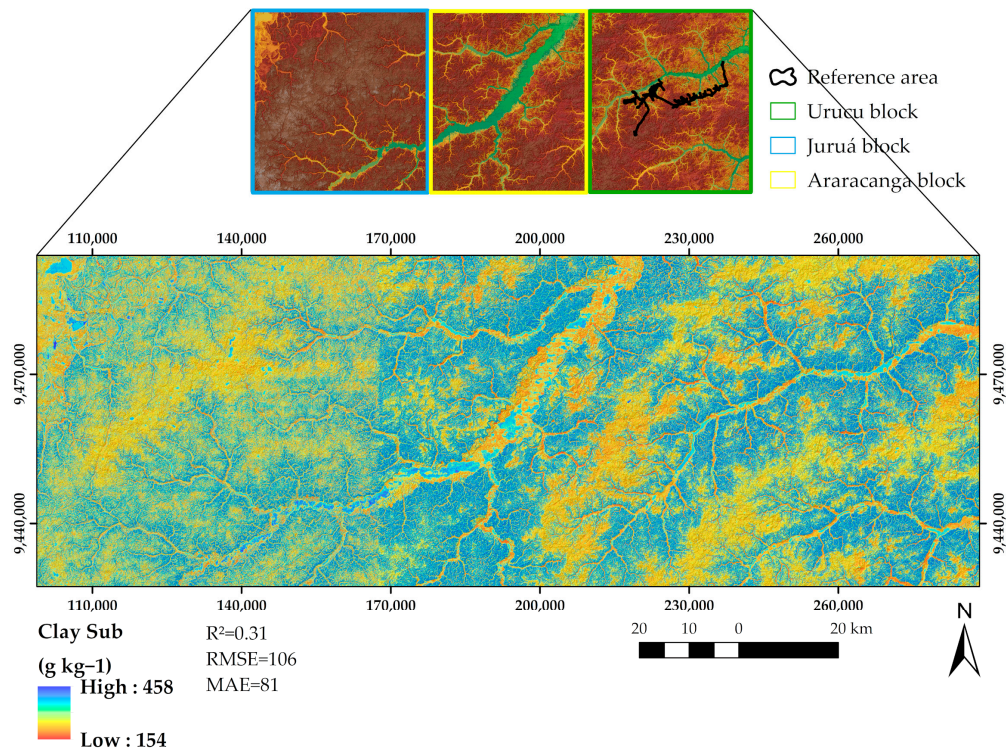 Reference area
Urucu block
Juruá block
Araracanga block
110,000 140,000 170,000 200,000 230,000 260,000
9,470,000 9,470,000
9,440,000 9,440,000
110,000 140,000 170,000 200,000 230,000 260,000
Clay Sub
(g kg−1)
High : 458
Low : 154
R²=0.31
RMSE=106
MAE=81
20 10 0 20 km
N